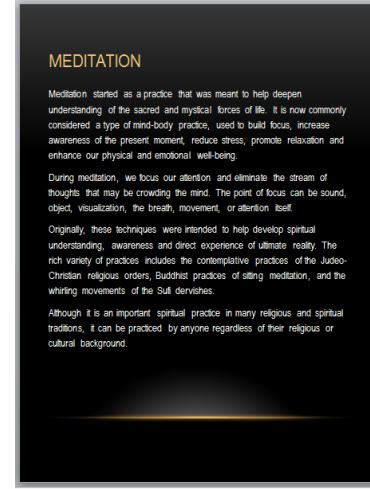 MEDITATION
Meditation started as a practice that was meant to help deepen
understanding of the sacred and mystical forces of life. It is now commonly
considered a type of mind-body practice, used to build focus, increase
awareness of the present moment, reduce stress, promote relaxation and
enhance our physical and emotional well-being.
During meditation, we focus our attention and eliminate the stream of
thoughts that may be crowding the mind. The point of focus can be sound,
object, visualization, the breath, movement, or attention itself.
Originally, these techniques were intended to help develop spiritual
understanding, awareness and direct experience of ultimate reality. The
rich variety of practices includes the contemplative practices of the Judeo-
Christian religious orders, Buddhist practices of sitting meditation, and the
whirling movements of the Sufi dervishes.
Although it is an important spiritual practice in many religious and spiritual
traditions, it can be practiced by anyone regardless of their religious or
cultural background.